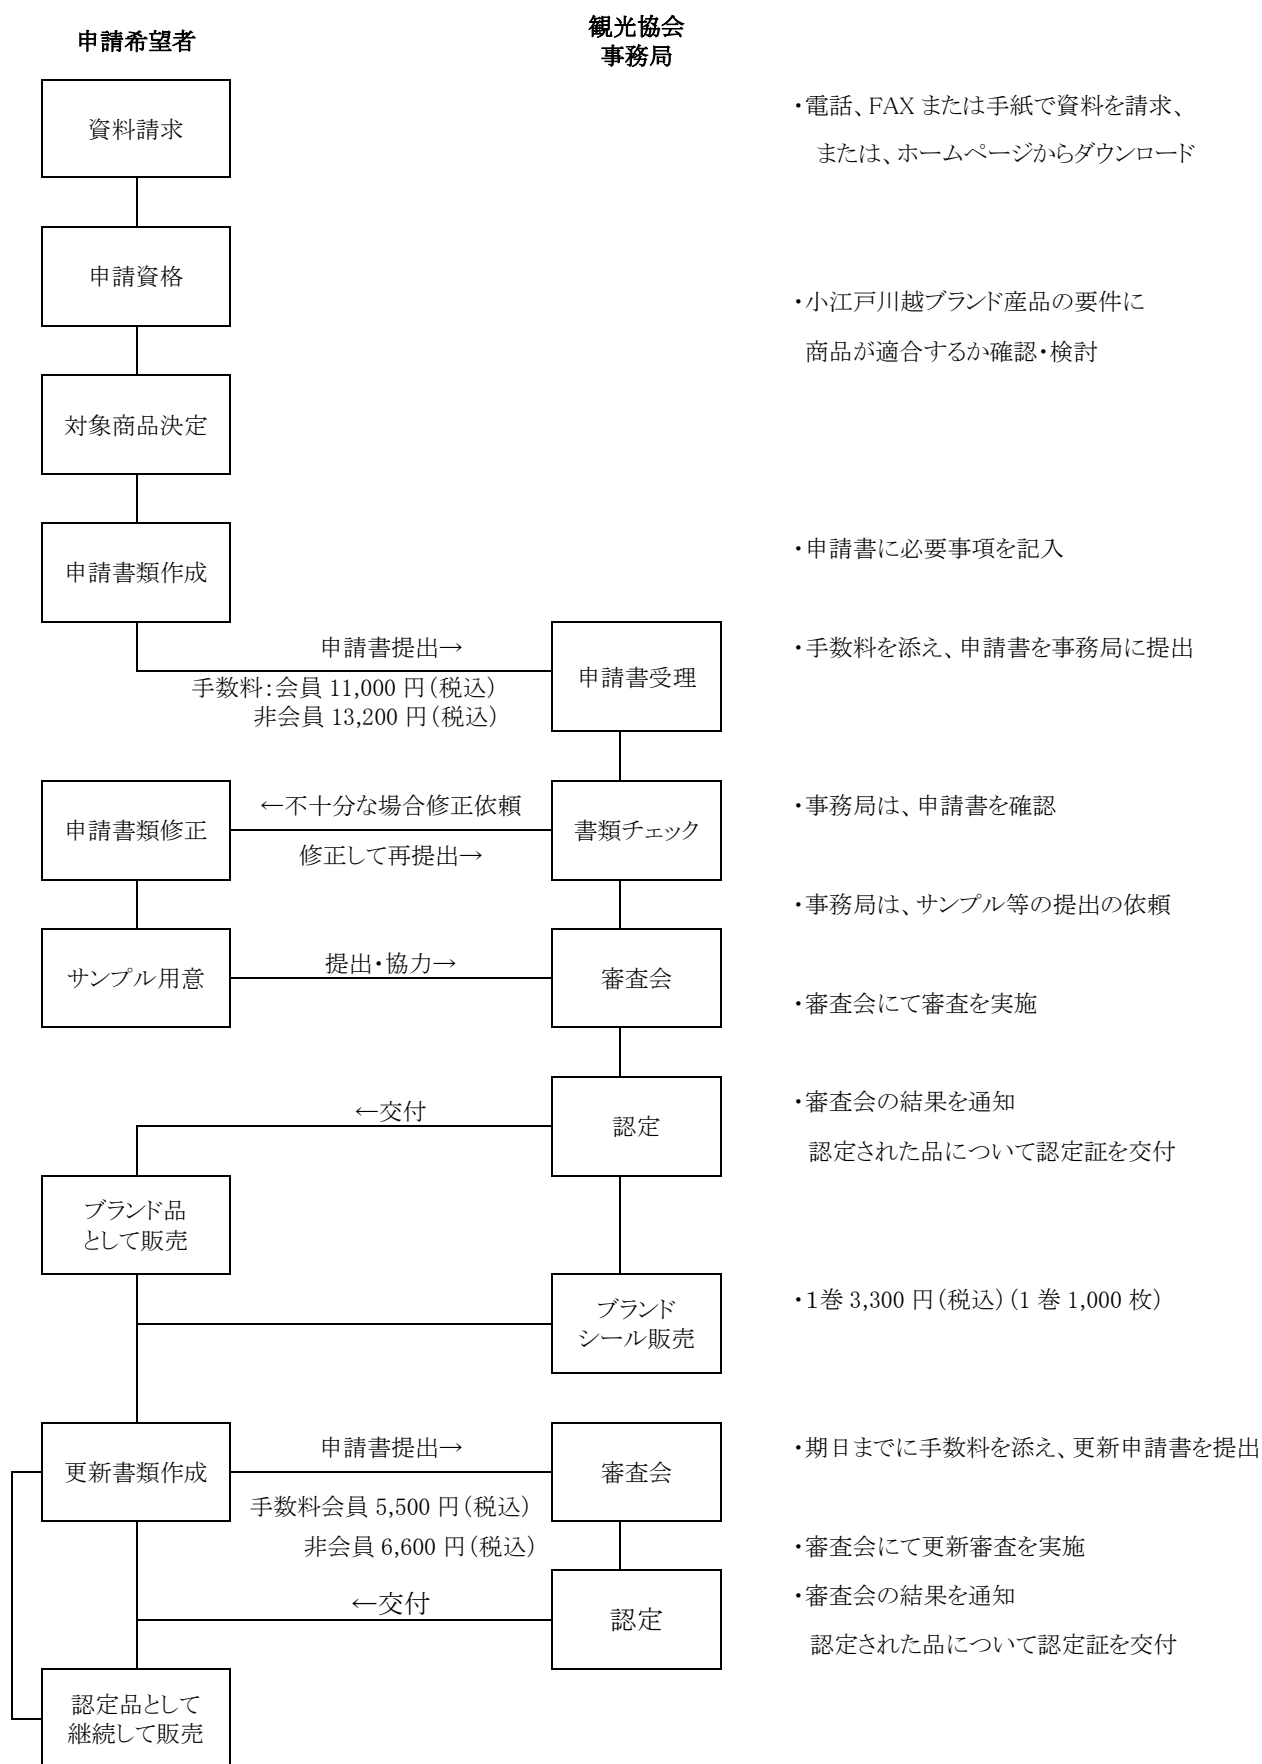 申請希望者
観光協会
事務局
資料請求
・電話、FAX または手紙で資料を請求、
または、ホームページからダウンロード
申請資格
・小江戸川越ブランド産品の要件に
商品が適合するか確認・検討
対象商品決定
申請書類作成
・申請書に必要事項を記入
申請書提出→
手数料：会員 11,000 円（税込）
非会員 13,200 円（税込）
申請書受理
・手数料を添え、申請書を事務局に提出
申請書類修正
←不十分な場合修正依頼
修正して再提出→
書類チェック
・事務局は、申請書を確認
・事務局は、サンプル等の提出の依頼
サンプル用意
提出・協力→
審査会
・審査会にて審査を実施
←交付
認定
・審査会の結果を通知
認定された品について認定証を交付
ブランド品
として販売
ブランド
シール販売
・1巻 3,300 円（税込）（1 巻 1,000 枚）
更新書類作成
申請書提出→
手数料会員 5,500 円（税込）
非会員 6,600 円（税込）
審査会
・期日までに手数料を添え、更新申請書を提出
・審査会にて更新審査を実施
←交付
認定
・審査会の結果を通知
認定された品について認定証を交付
認定品として
継続して販売